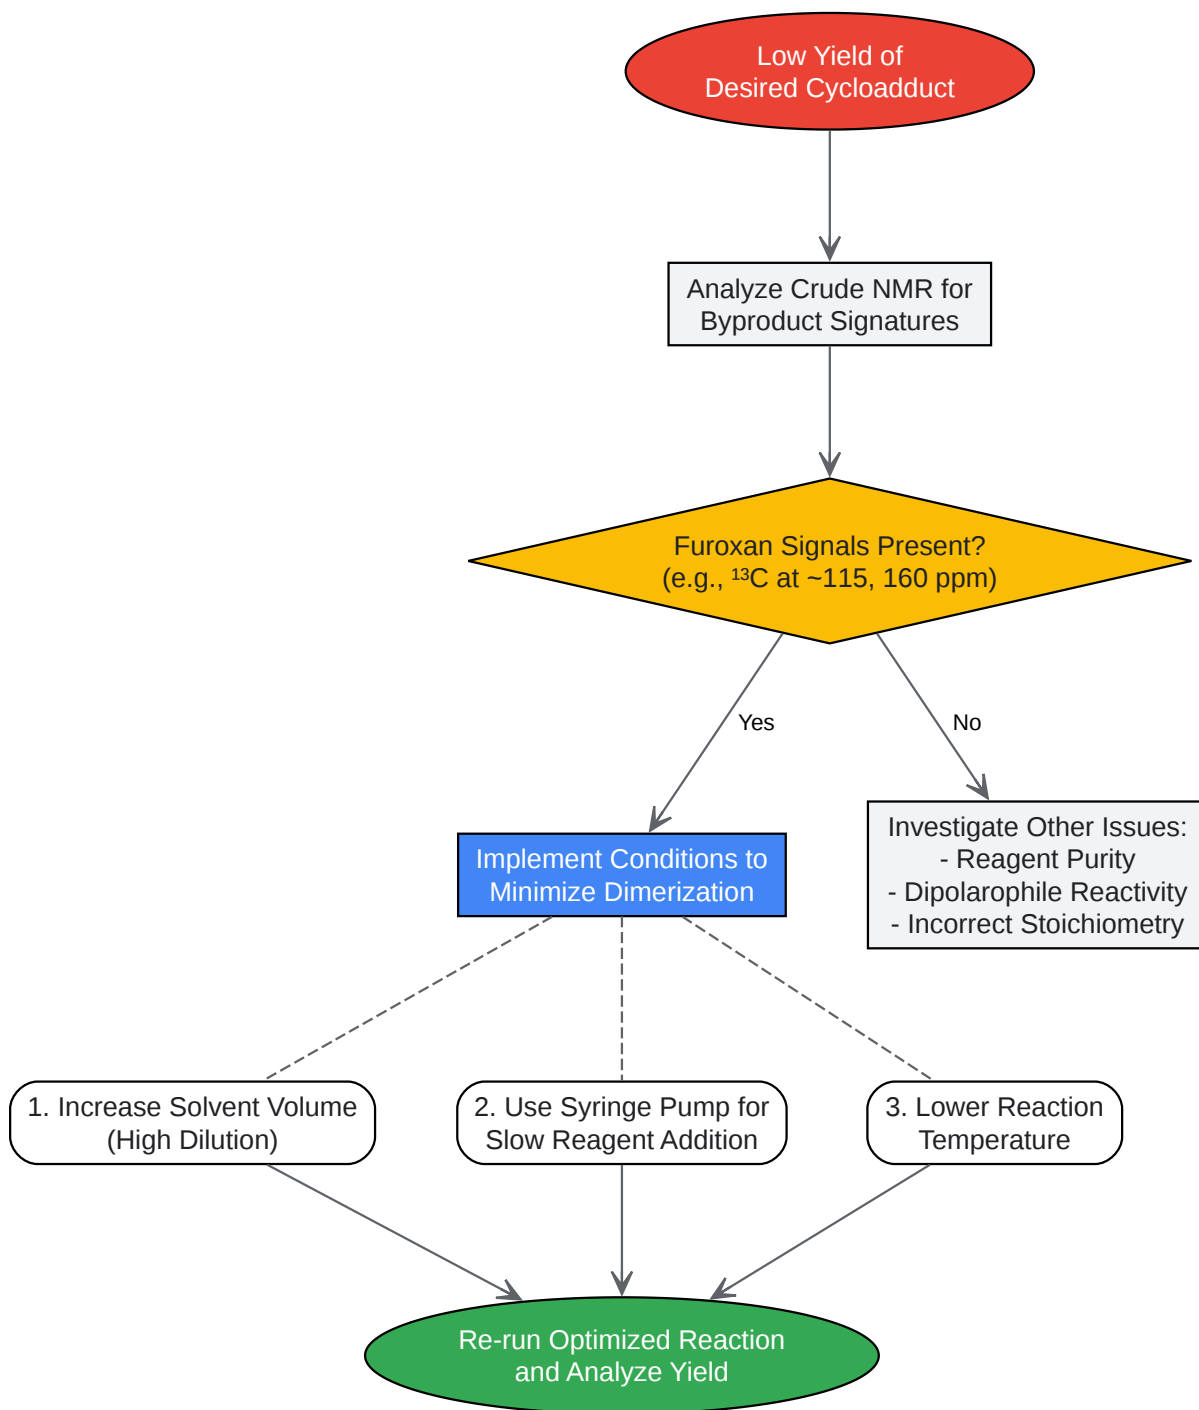 Low Yield of
Desired Cycloadduct
Analyze Crude NMR for
Byproduct Signatures
Furoxan Signals Present?
(e.g., ¹³C at ~115, 160 ppm)
Yes
No
Implement Conditions to
Minimize Dimerization
Investigate Other Issues:
- Reagent Purity
- Dipolarophile Reactivity
- Incorrect Stoichiometry
1. Increase Solvent Volume
(High Dilution)
2. Use Syringe Pump for
Slow Reagent Addition
3. Lower Reaction
Temperature
Re-run Optimized Reaction
and Analyze Yield